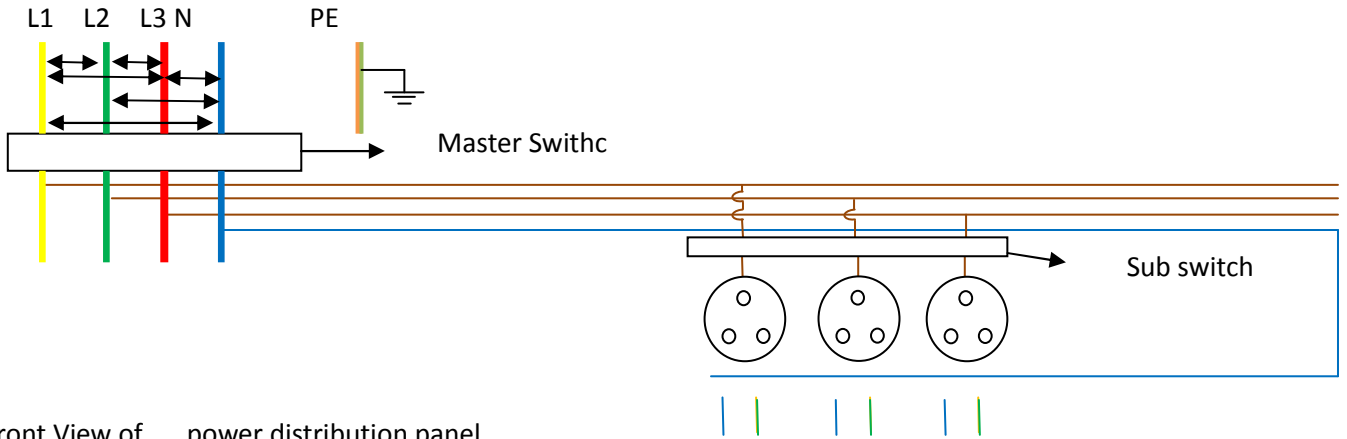 L1 L2 L3 N PE
Master Swithc
Sub switch
ront View of power distribution panel